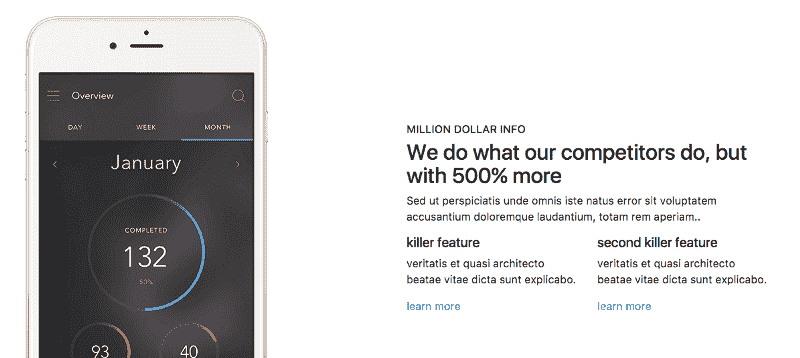 Overview
DAY WEEK MONTH
January
COMPLETED
132
50%
93 40
MILLION DOLLAR INFO
We do what our competitors do, but
with 500% more
Sed ut perspiciatis unde omnis iste natus error sit voluptatem
accusantium doloremque laudantium, totam rem aperiam..
killer feature
veritatis et quasi architecto
beatae vitae dicta sunt explicabo.
learn more
second killer feature
veritatis et quasi architecto
beatae vitae dicta sunt explicabo.
learn more